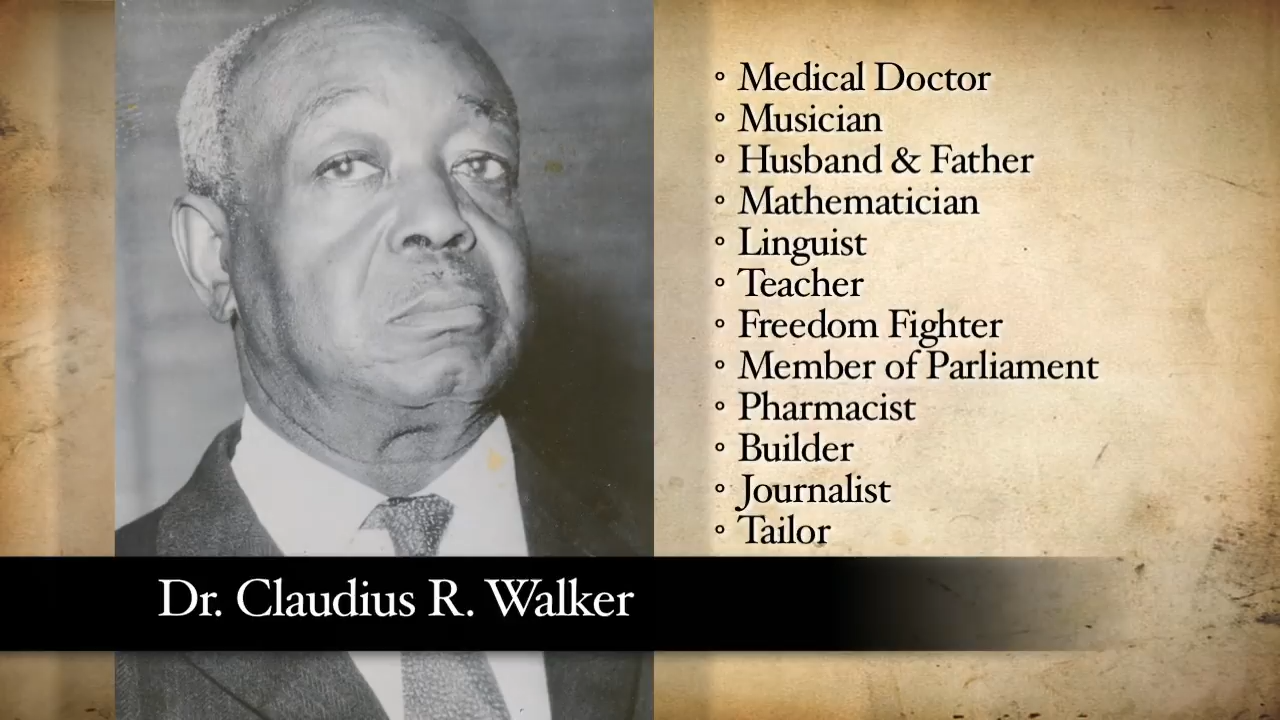 ◦ Medical Doctor
◦ Musician
◦ Husband & Father
◦ Mathematician
◦ Linguist
◦ Teacher
◦ Freedom Fighter
◦ Member of Parliament
◦ Pharmacist
◦ Builder
◦ Journalist
◦ Tailor
Dr. Claudius R. Walker